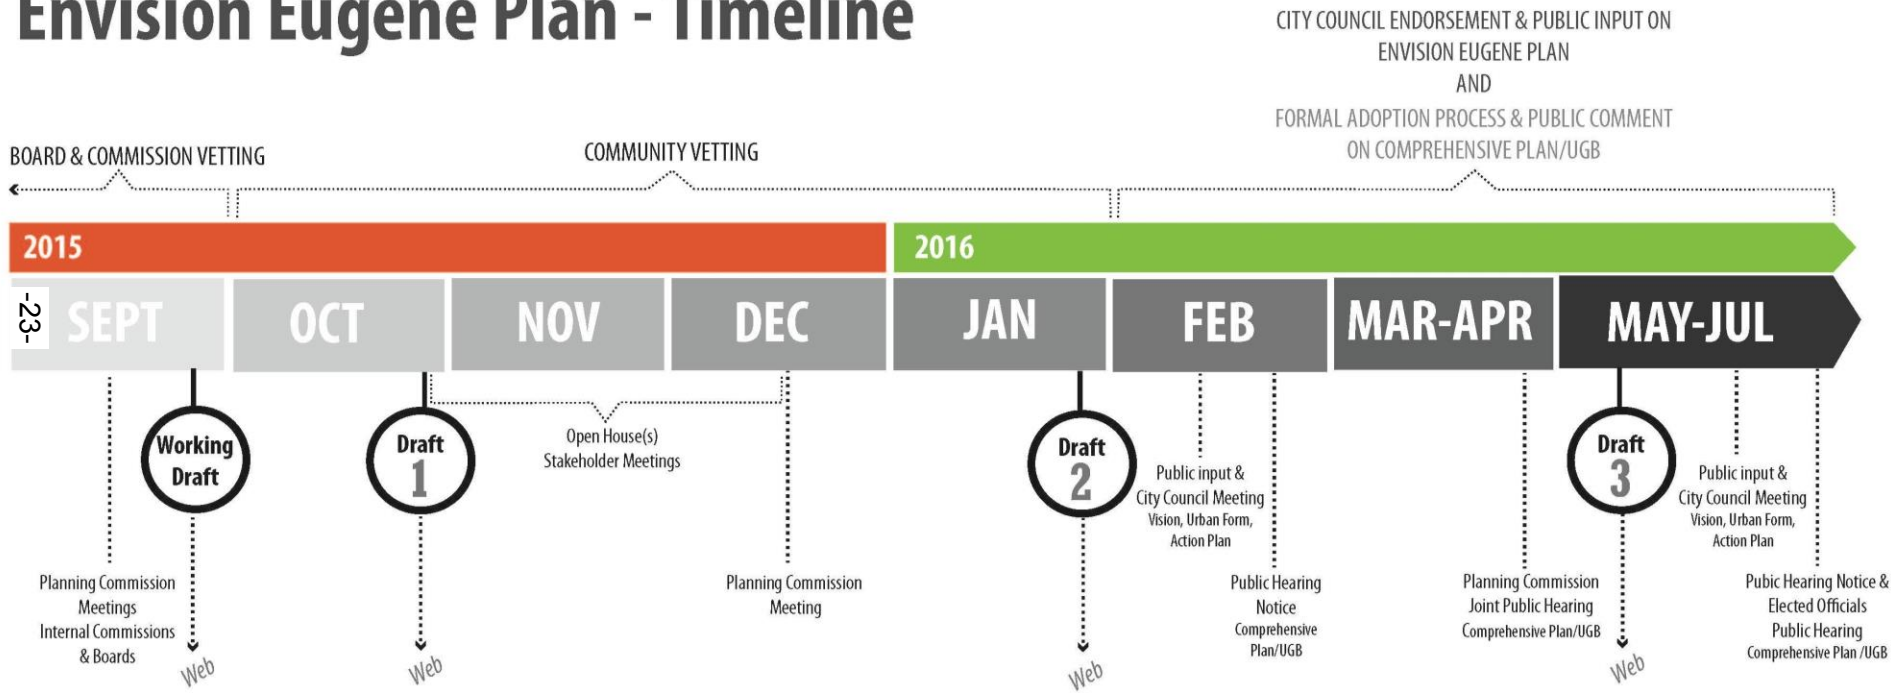 Envision Eugene Plan - Timeline
CITY COUNCIL ENDORSEMENT & PUBLIC INPUT ON
ENVISION EUGENE PLAN
AND
FORMAL ADOPTION PROCESS & PUBLIC COMMENT
ON COMPREHENSIVE PLAN/UGB
BOARD & COMMISSION VETTING
COMMUNITY VETTING
2015
2016
-23-
SEPT
OCT
NOV
DEC
JAN
FEB
MAR-APR
MAY-JUL
Working
Draft
Draft
1
Open House(s)
Stakeholder Meetings
Draft
2
Public input &
City Council Meeting
Vision, Urban Form,
Action Plan
Draft
3
Public input &
City Council Meeting
Vision, Urban Form,
Action Plan
Planning Commission
Meetings
Internal Commissions
& Boards
Web
Web
Planning Commission
Meeting
Web
Public Hearing
Notice
Comprehensive
Plan/UGB
Planning Commission
Joint Public Hearing
Comprehensive Plan/UGB
Web
Pubic Hearing Notice &
Elected Officials
Public Hearing
Comprehensive Plan /UGB